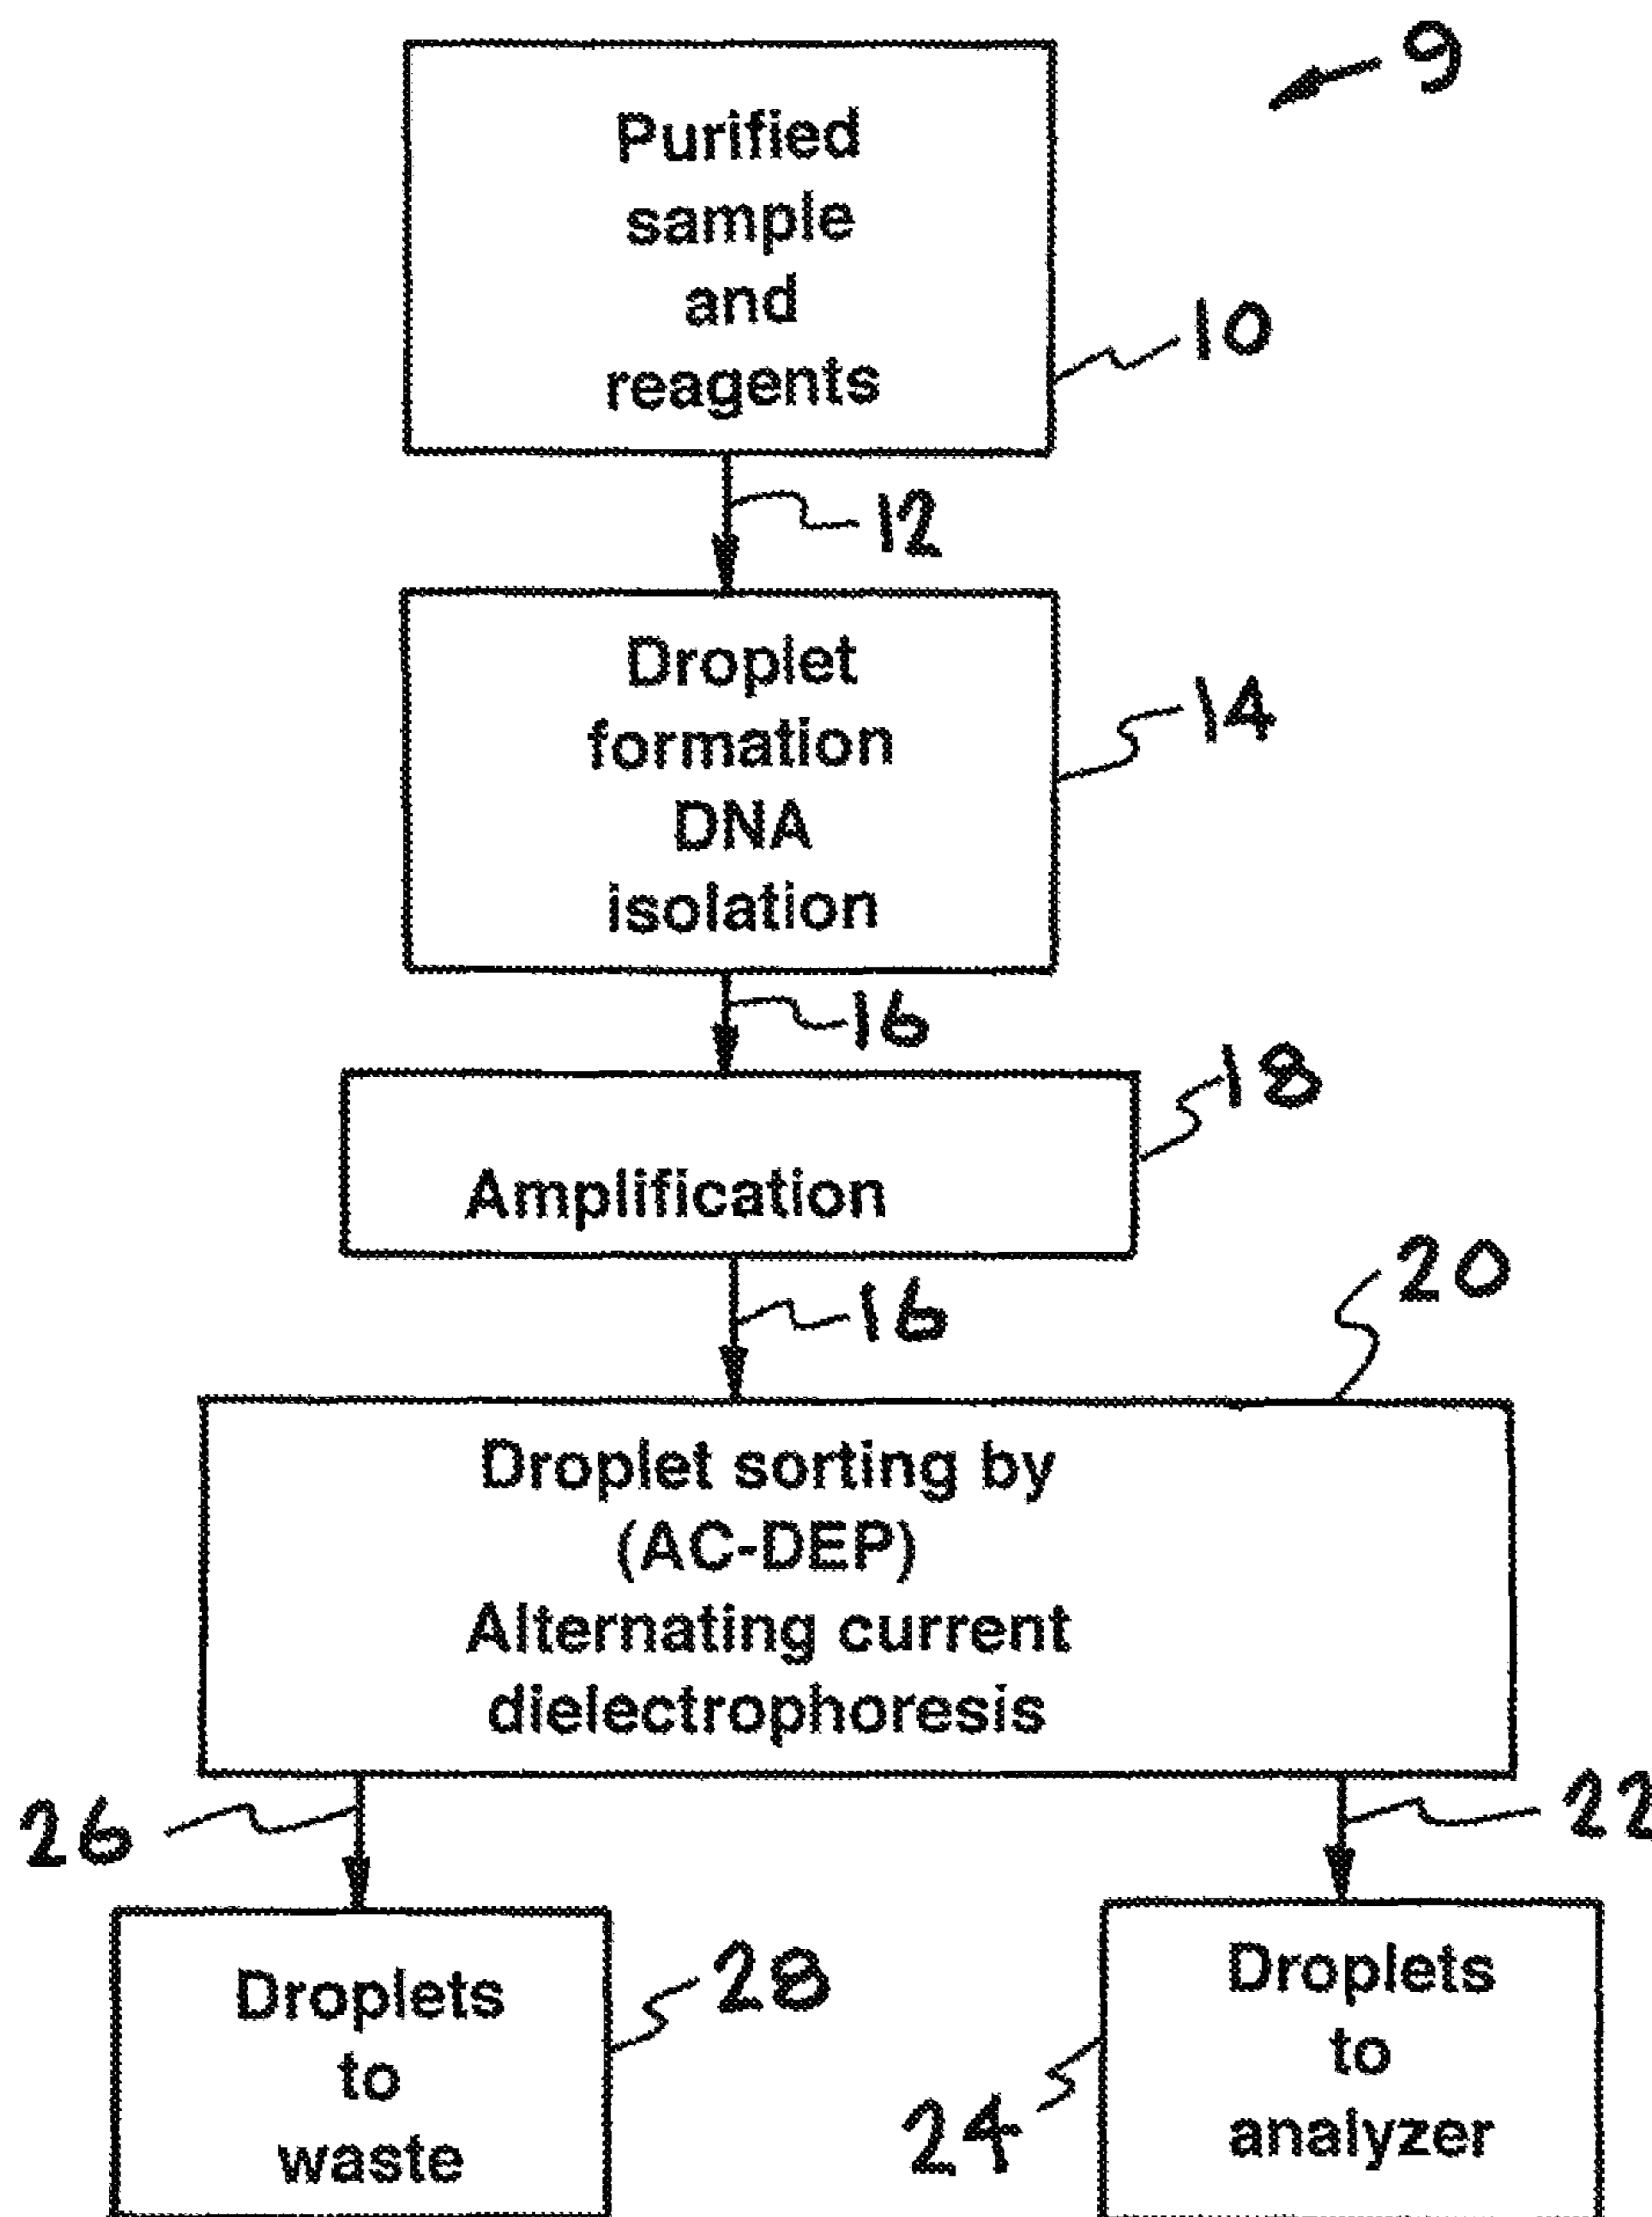 9
Purified
sample
and
reagents
10
12
Droplet
formation
DNA
isolation
14
16
18
Amplification
16
20
Droplet sorting by
(AC-DEP)
Alternating current
dielectrophoresis
26
22
Droplets
to
waste
28
Droplets
to
analyzer
24